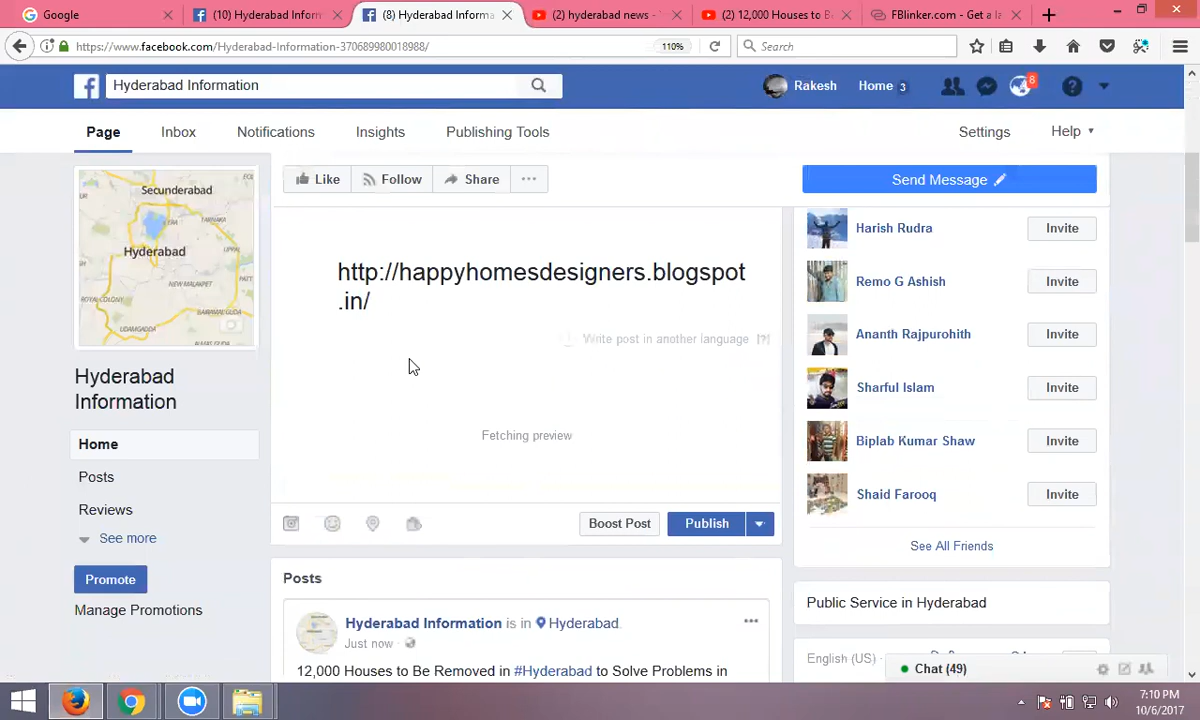 Google
(10) Hyderabad Inform
(8) Hyderabad Informa
(2) hyderabad news -
(2) 12,000 Houses to B
FBlinker.com - Get a la
https://www.facebook.com/Hyderabad-Information-370689980018988/
110%
Search
Hyderabad Information
Rakesh
Home 3
8
Page
Inbox
Notifications
Insights
Publishing Tools
Settings
Help
Like
Follow
Share
Send Message
Secunderabad
Hyderabad
Hyderabad
Information
Home
Posts
Reviews
See more
Promote
Manage Promotions
http://happyhomesdesigners.blogspot
.in/
Write post in another language [?]
Fetching preview
Boost Post
Publish
Posts
Hyderabad Information is in Hyderabad.
Just now
12,000 Houses to Be Removed in #Hyderabad to Solve Problems in
Harish Rudra
Invite
Remo G Ashish
Invite
Ananth Rajpurohith
Invite
Sharful Islam
Invite
Biplab Kumar Shaw
Invite
Shaid Farooq
Invite
See All Friends
Public Service in Hyderabad
English (US)
Chat (49)
7:10 PM
10/6/2017